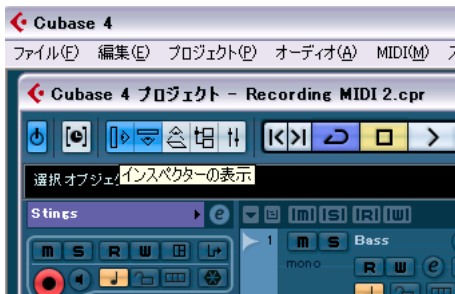 Cubase 4
ファイル(F) 編集(E) プロジェクト(P) オーディオ(A) MIDI(M)
Cubase 4 プロジェクト - Recording MIDI 2.cpr
インスペクターの表示
選択オブジェ
Stings
m S R W
1 m S Bass
mono R W e